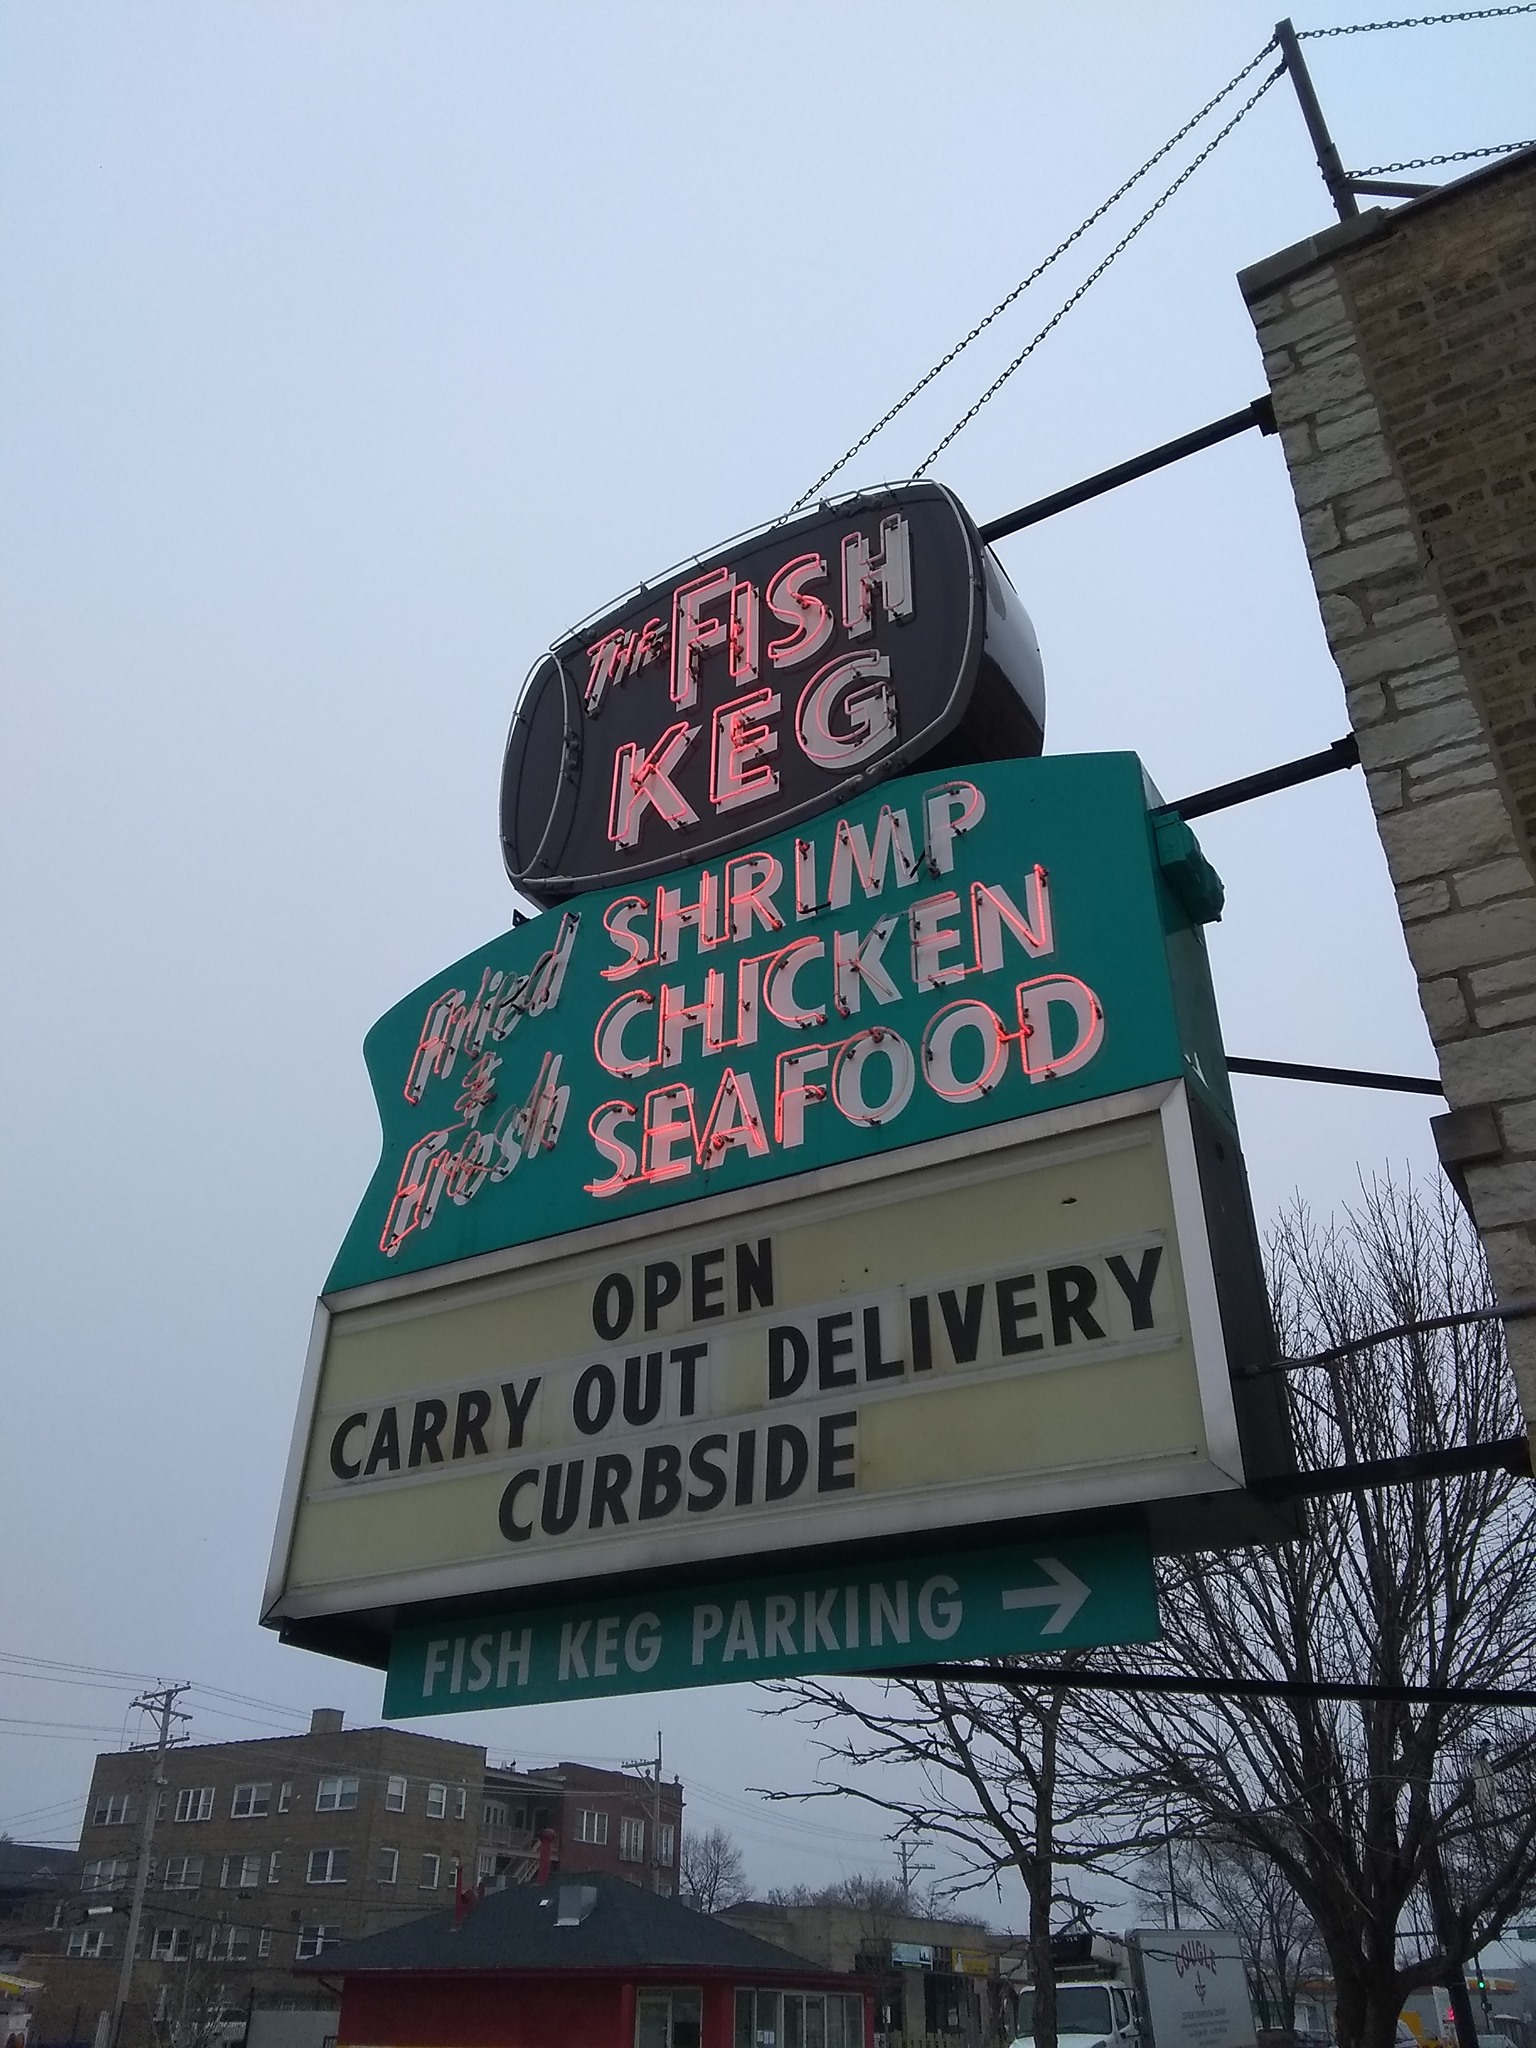 THE FISH
KEG
Fried SHRIMP
& CHICKEN
Fresh SEAFOOD
OPEN
CARRY OUT DELIVERY
CURBSIDE
FISH KEG PARKING →